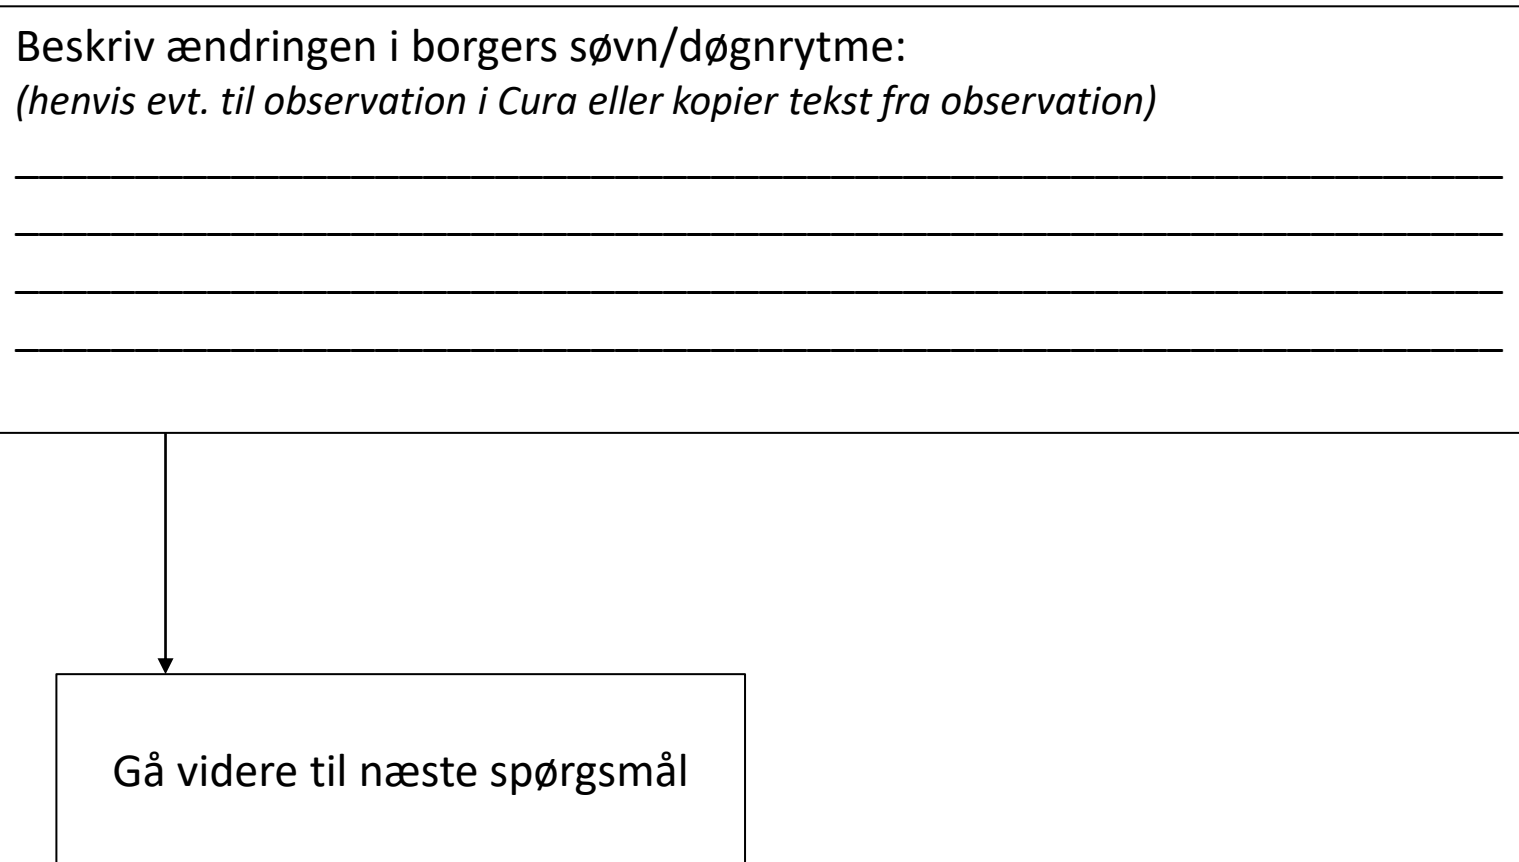 Beskriv ændringen i borgers søvn/døgnrytme:
(henvis evt. til observation i Cura eller kopier tekst fra observation)
Gå videre til næste spørgsmål